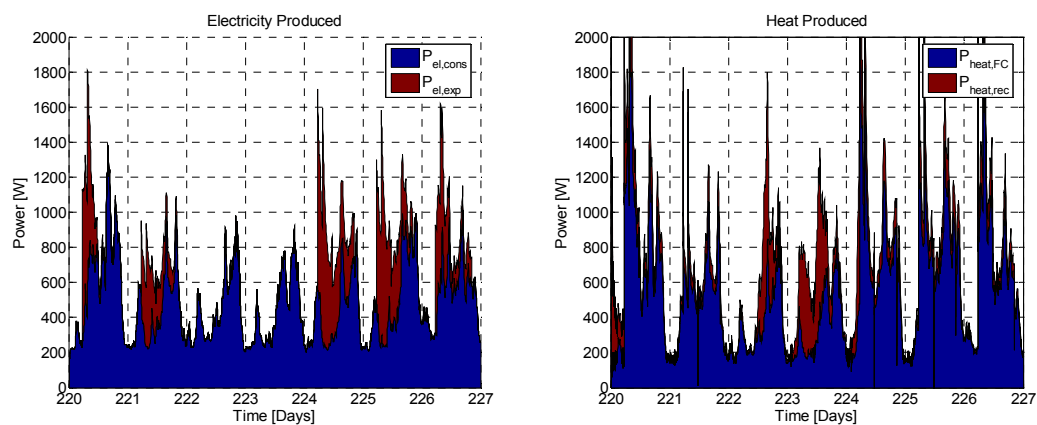 Electricity Produced
2000
1800
1600
1400
1200
1000
800
600
400
200
0
Power [W]
P el,cons
P el,exp
220 221 222 223 224 225 226 227
Time [Days]
Heat Produced
2000
1800
1600
1400
1200
1000
800
600
400
200
0
Power [W]
P heat,FC
P heat,rec
220 221 222 223 224 225 226 227
Time [Days]